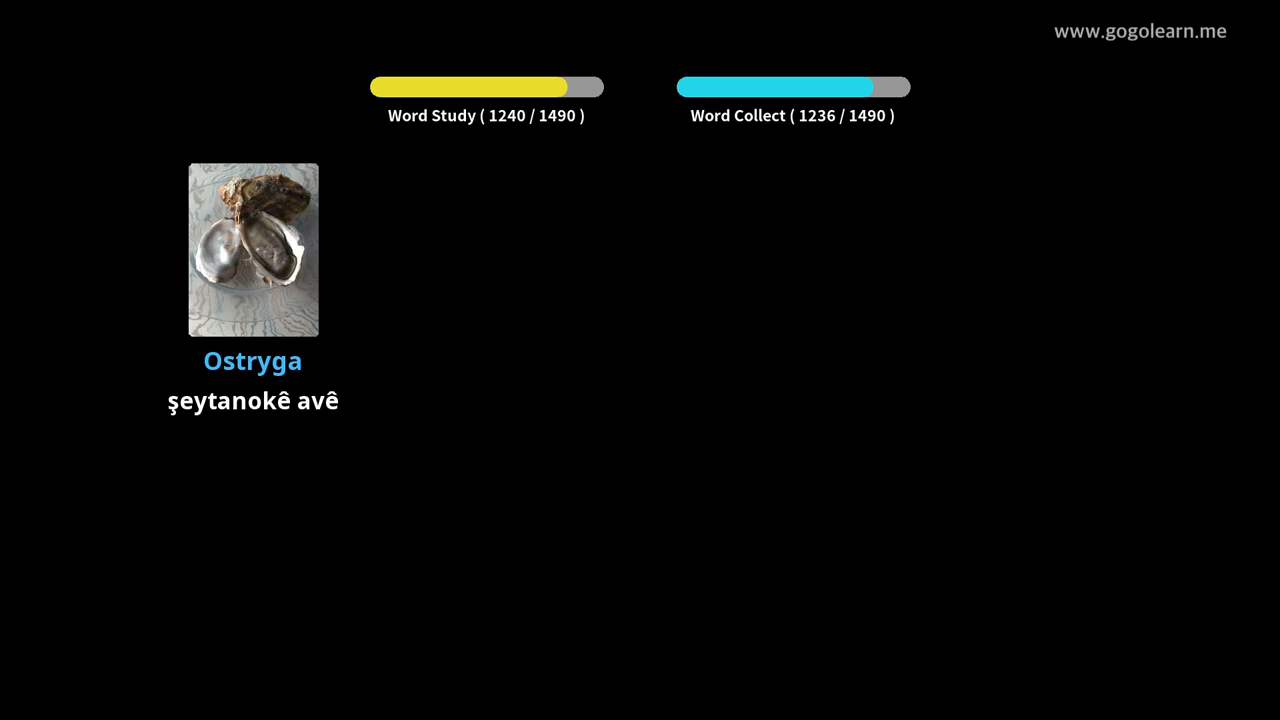 www.gogolearn.me
Word Study ( 1240 / 1490 )
Word Collect ( 1236 / 1490 )
Ostryga
şeytanokê avê